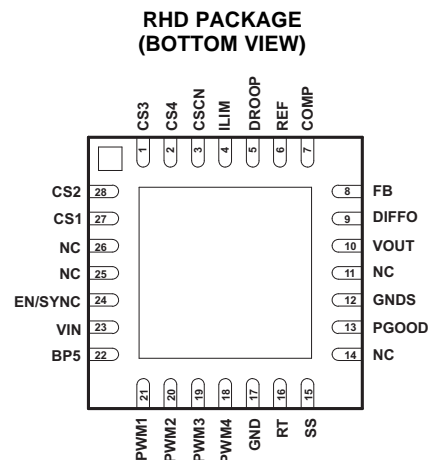 RHD PACKAGE
(BOTTOM VIEW)
CS3
CS4
CSCN
ILIM
DROOP
REF
COMP
1
2
3
4
5
6
7
CS2 28
CS1 27
NC 26
NC 25
EN/SYNC 24
VIN 23
BP5 22
8 FB
9 DIFFO
10 VOUT
11 NC
12 GNDS
13 PGOOD
14 NC
21
20
19
18
17
16
15
PWM1
PWM2
PWM3
PWM4
GND
RT
SS